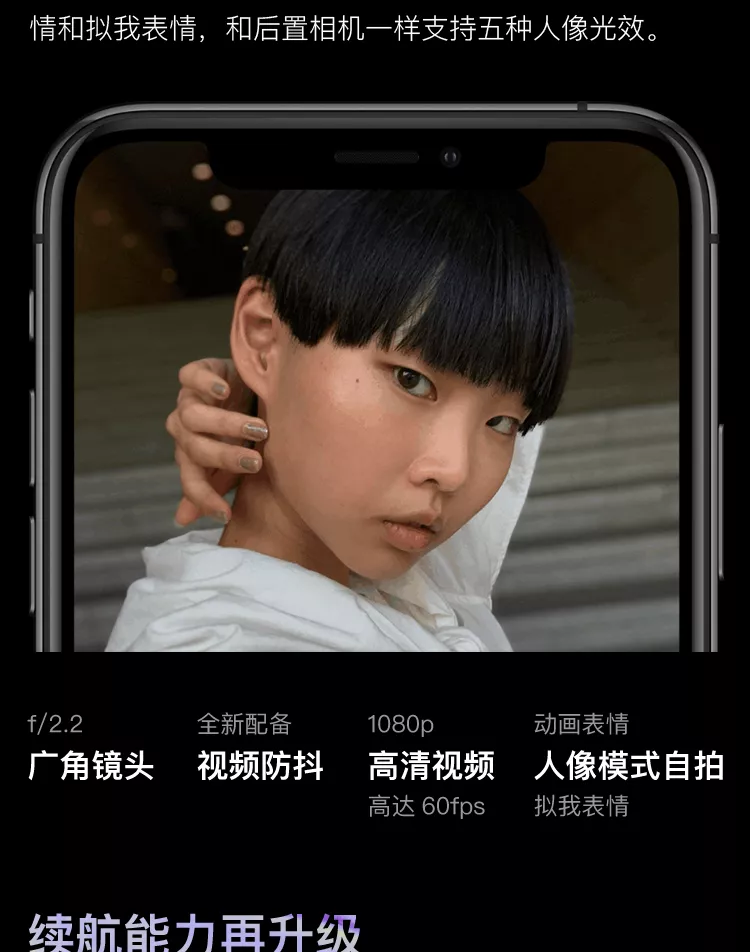 情和拟我表情，和后置相机一样支持五种人像光效。
f/2.2
广角镜头
全新配备
视频防抖
1080p
高清视频
高达 60fps
动画表情
人像模式自拍
拟我表情
续航能力再升级